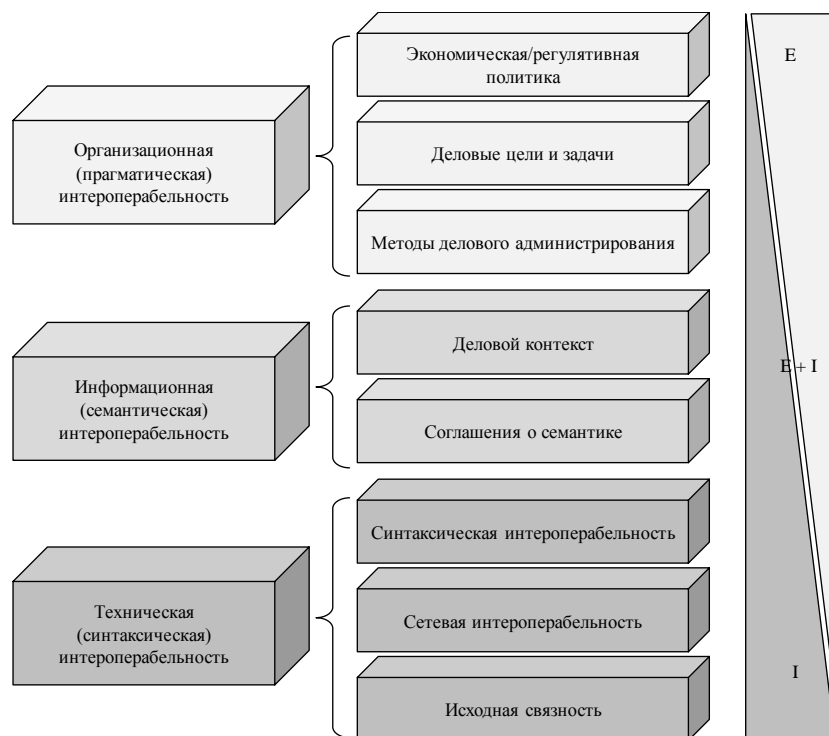 Экономическая/регулятивная
политика
E
Организационная
(прагматическая)
интероперабельность
Деловые цели и задачи
Методы делового администрирования
Деловой контекст
E + I
Информационная
(семантическая)
интероперабельность
Соглашения о семантике
Синтаксическая интероперабельность
Техническая
(синтаксическая)
интероперабельность
Сетевая интероперабельность
I
Исходная связность